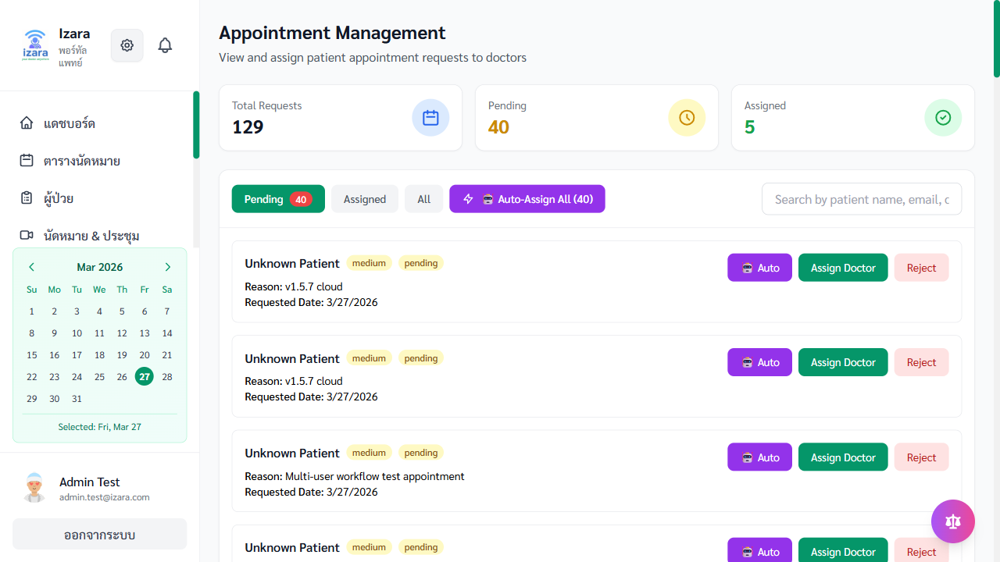 Izara
พอร์ทัล
แพทย์
izara
แดชบอร์ด
ตารางนัดหมาย
ผู้ป่วย
นัดหมาย & ประชุม
Mar 2026
Su Mo Tu We Th Fr Sa
1 2 3 4 5 6 7
8 9 10 11 12 13 14
15 16 17 18 19 20 21
22 23 24 25 26 27 28
29 30 31
Selected: Fri, Mar 27
Admin Test
admin.test@izara.com
ออกจากระบบ
Appointment Management
View and assign patient appointment requests to doctors
Total Requests
129
Pending
40
Assigned
5
Pending 40 Assigned All Auto-Assign All (40) Search by patient name, email, c
Unknown Patient medium pending Auto Assign Doctor Reject
Reason: v1.5.7 cloud
Requested Date: 3/27/2026
Unknown Patient medium pending Auto Assign Doctor Reject
Reason: v1.5.7 cloud
Requested Date: 3/27/2026
Unknown Patient medium pending Auto Assign Doctor Reject
Reason: Multi-user workflow test appointment
Requested Date: 3/27/2026
Unknown Patient medium pending Auto Assign Doctor Reject